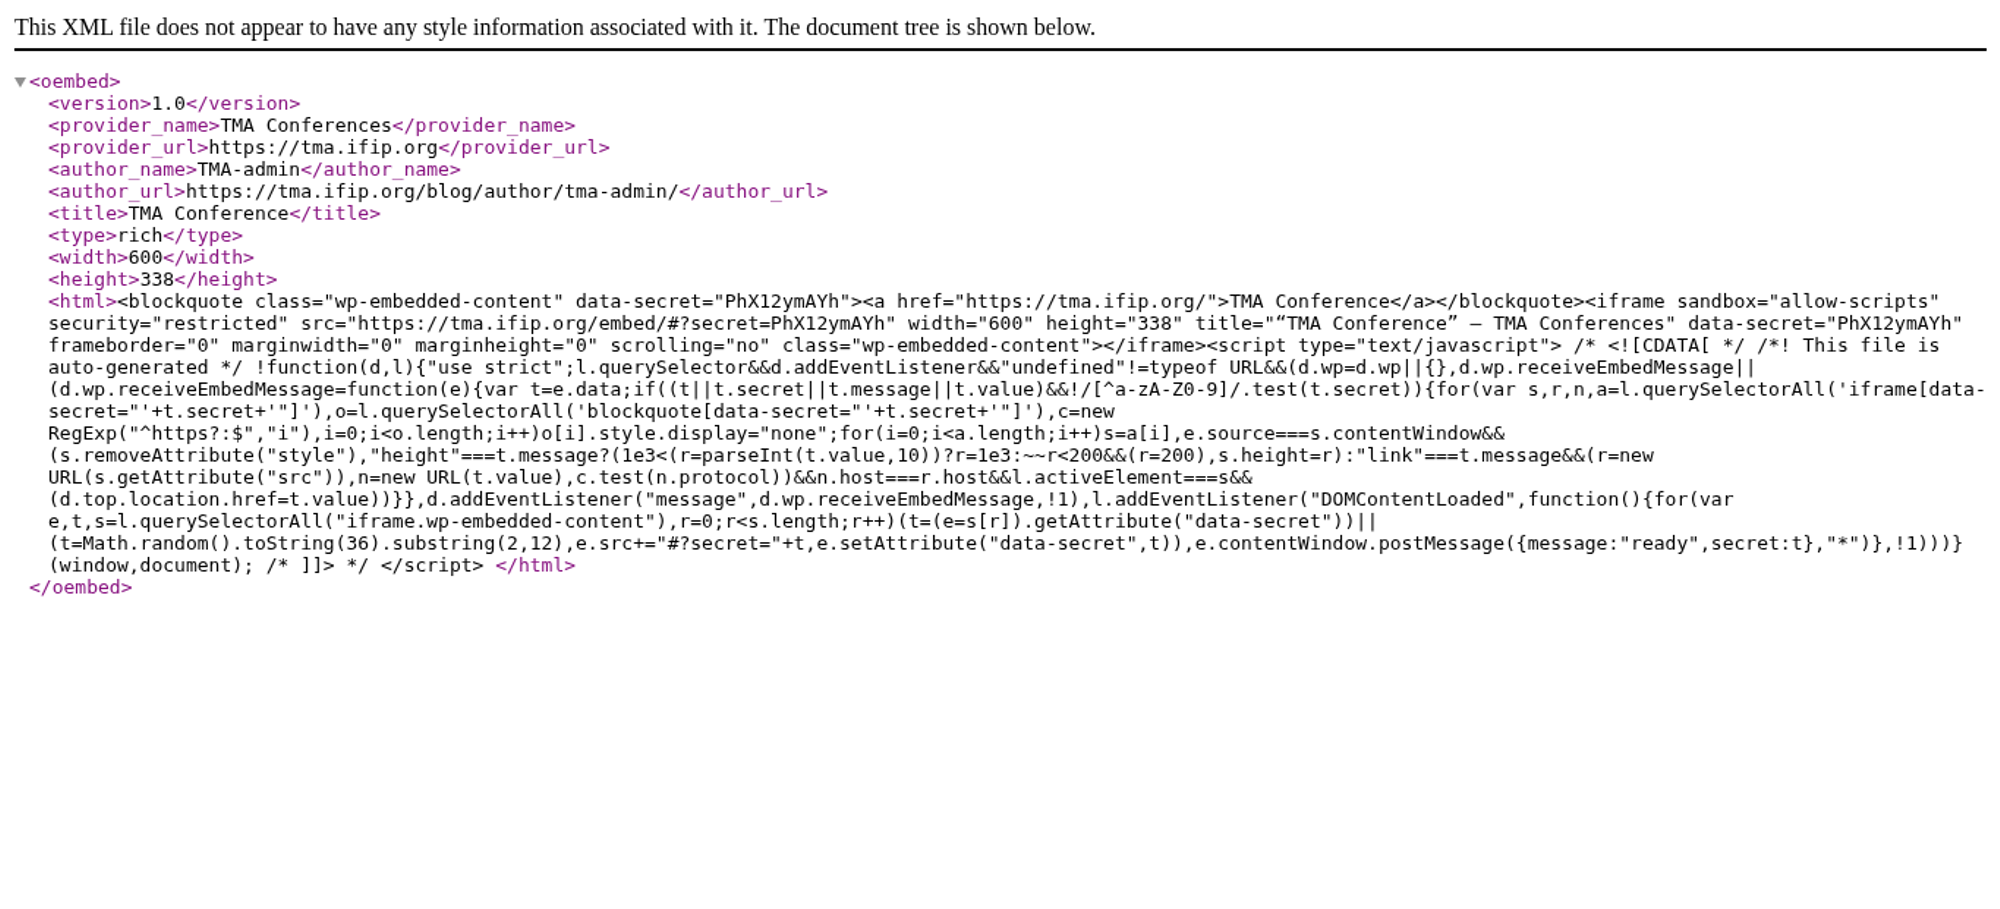 This XML file does not appear to have any style information associated with it. The document tree is shown below.
<oembed>
<version>1.0</version>
<provider_name>TMA Conferences</provider_name>
<provider_url>https://tma.ifip.org</provider_url>
<author_name>TMA-admin</author_name>
<author_url>https://tma.ifip.org/blog/author/tma-admin/</author_url>
<title>TMA Conference</title>
<type>rich</type>
<width>600</width>
<height>338</height>
<html><blockquote class="wp-embedded-content" data-secret="PhX12ymAYh"><a href="https://tma.ifip.org/">TMA Conference</a></blockquote><iframe sandbox="allow-scripts"
security="restricted" src="https://tma.ifip.org/embed/#?secret=PhX12ymAYh" width="600" height="338" title="“TMA Conference” — TMA Conferences" data-secret="PhX12ymAYh"
frameborder="0" marginwidth="0" marginheight="0" scrolling="no" class="wp-embedded-content"></iframe><script type="text/javascript"> /* <![CDATA[ */ /*! This file is
auto-generated */ !function(d,l){"use strict";l.querySelector&&d.addEventListener&&"undefined"!=typeof URL&&(d.wp=d.wp||{},d.wp.receiveEmbedMessage||
(d.wp.receiveEmbedMessage=function(e){var t=e.data;if((t||t.secret||t.message||t.value)&&!/[^a-zA-Z0-9]/.test(t.secret)){for(var s,r,n,a=l.querySelectorAll('iframe[data-
secret="'+t.secret+'"]'),o=l.querySelectorAll('blockquote[data-secret="'+t.secret+'"]'),c=new
RegExp("^https?:$","i"),i=0;i<o.length;i++)o[i].style.display="none";for(i=0;i<a.length;i++)s=a[i],e.source===s.contentWindow&&
(s.removeAttribute("style"),"height"===t.message?(1e3<(r=parseInt(t.value,10))?r=1e3:~~r<200&&(r=200),s.height=r):"link"===t.message&&(r=new
URL(s.getAttribute("src")),n=new URL(t.value),c.test(n.protocol))&&n.host===r.host&&l.activeElement===s&&
(d.top.location.href=t.value))}},d.addEventListener("message",d.wp.receiveEmbedMessage,!1),l.addEventListener("DOMContentLoaded",function(){for(var
e,t,s=l.querySelectorAll("iframe.wp-embedded-content"),r=0;r<s.length;r++)(t=(e=s[r]).getAttribute("data-secret"))||
(t=Math.random().toString(36).substring(2,12),e.src+="#?secret="+t,e.setAttribute("data-secret",t)),e.contentWindow.postMessage({message:"ready",secret:t},"*")},!1)))}
(window,document); /* ]]> */ </script> </html>
</oembed>